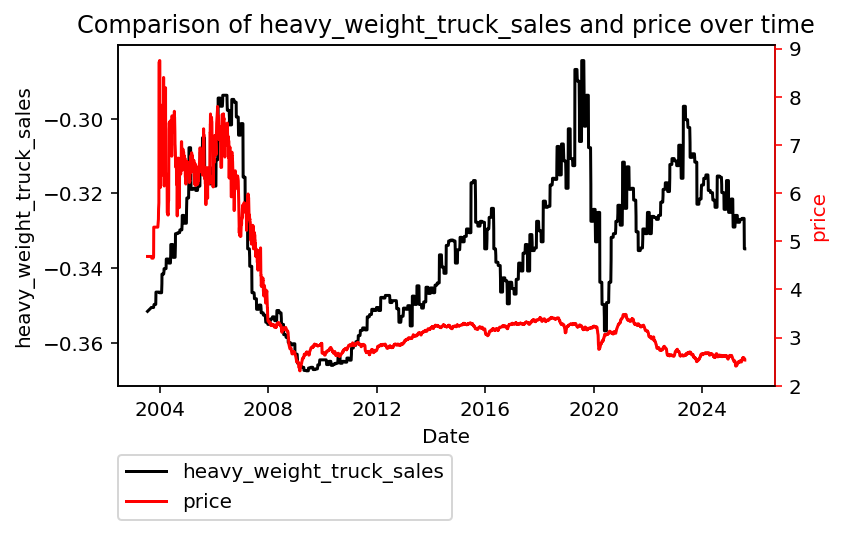 Comparison of heavy_weight_truck_sales and price over time
heavy_weight_truck_sales
−0.30
−0.32
−0.34
−0.36
9
8
7
6
5
4
3
2
price
2004 2008 2012 2016 2020 2024
Date
heavy_weight_truck_sales
price